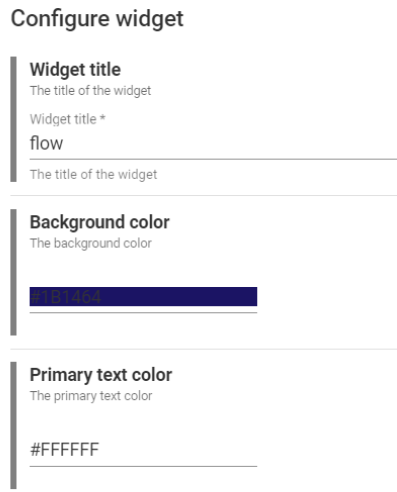 Configure widget
Widget title
The title of the widget
Widget title *
flow
The title of the widget
Background color
The background color
#1B1464
Primary text color
The primary text color
#FFFFFF